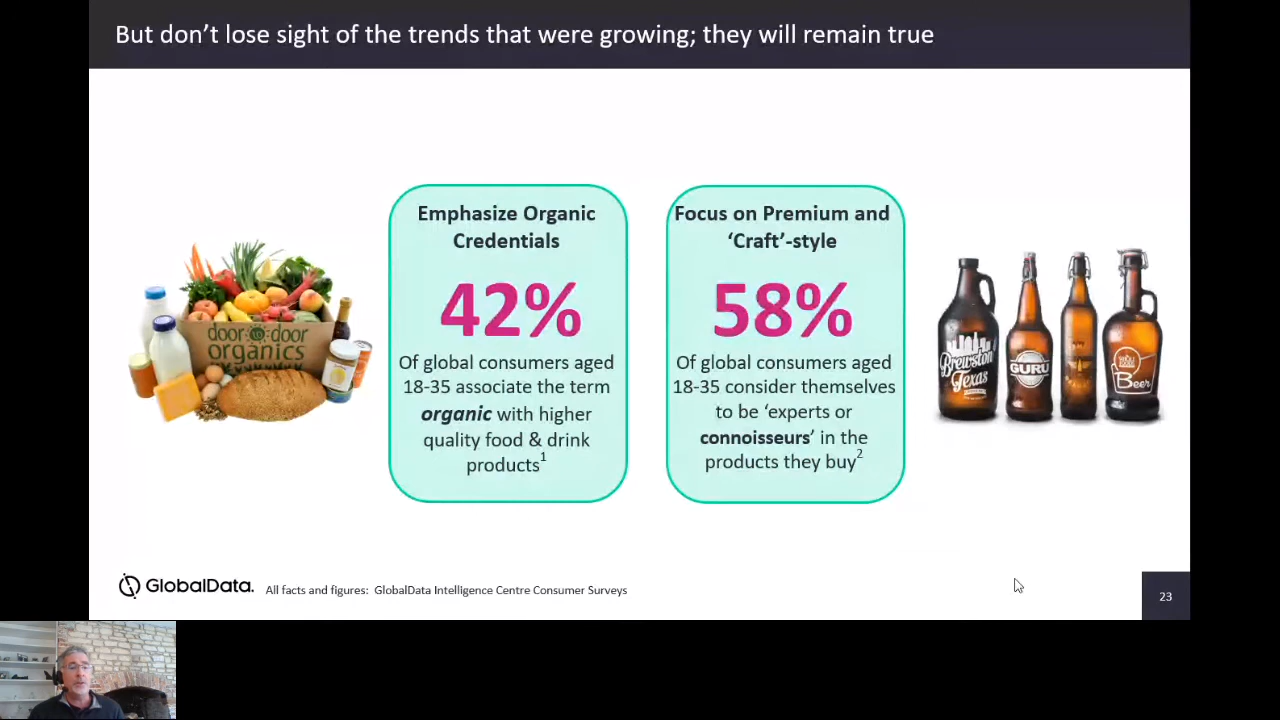 But don't lose sight of the trends that were growing; they will remain true
door to door
organics
Emphasize Organic
Credentials
42%
Of global consumers aged
18-35 associate the term
organic with higher
quality food & drink
products1
Focus on Premium and
'Craft'-style
58%
Of global consumers aged
18-35 consider themselves
to be 'experts or
connoisseurs' in the
products they buy2
Brewston
Texas
GURU
Beer
GlobalData.
All facts and figures: GlobalData Intelligence Centre Consumer Surveys
23